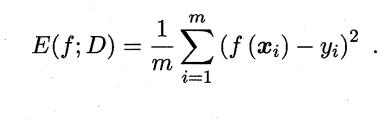 E(f; D) = \frac{1}{m} \sum_{i=1}^{m} (f(\boldsymbol{x}_i) - y_i)^2 .